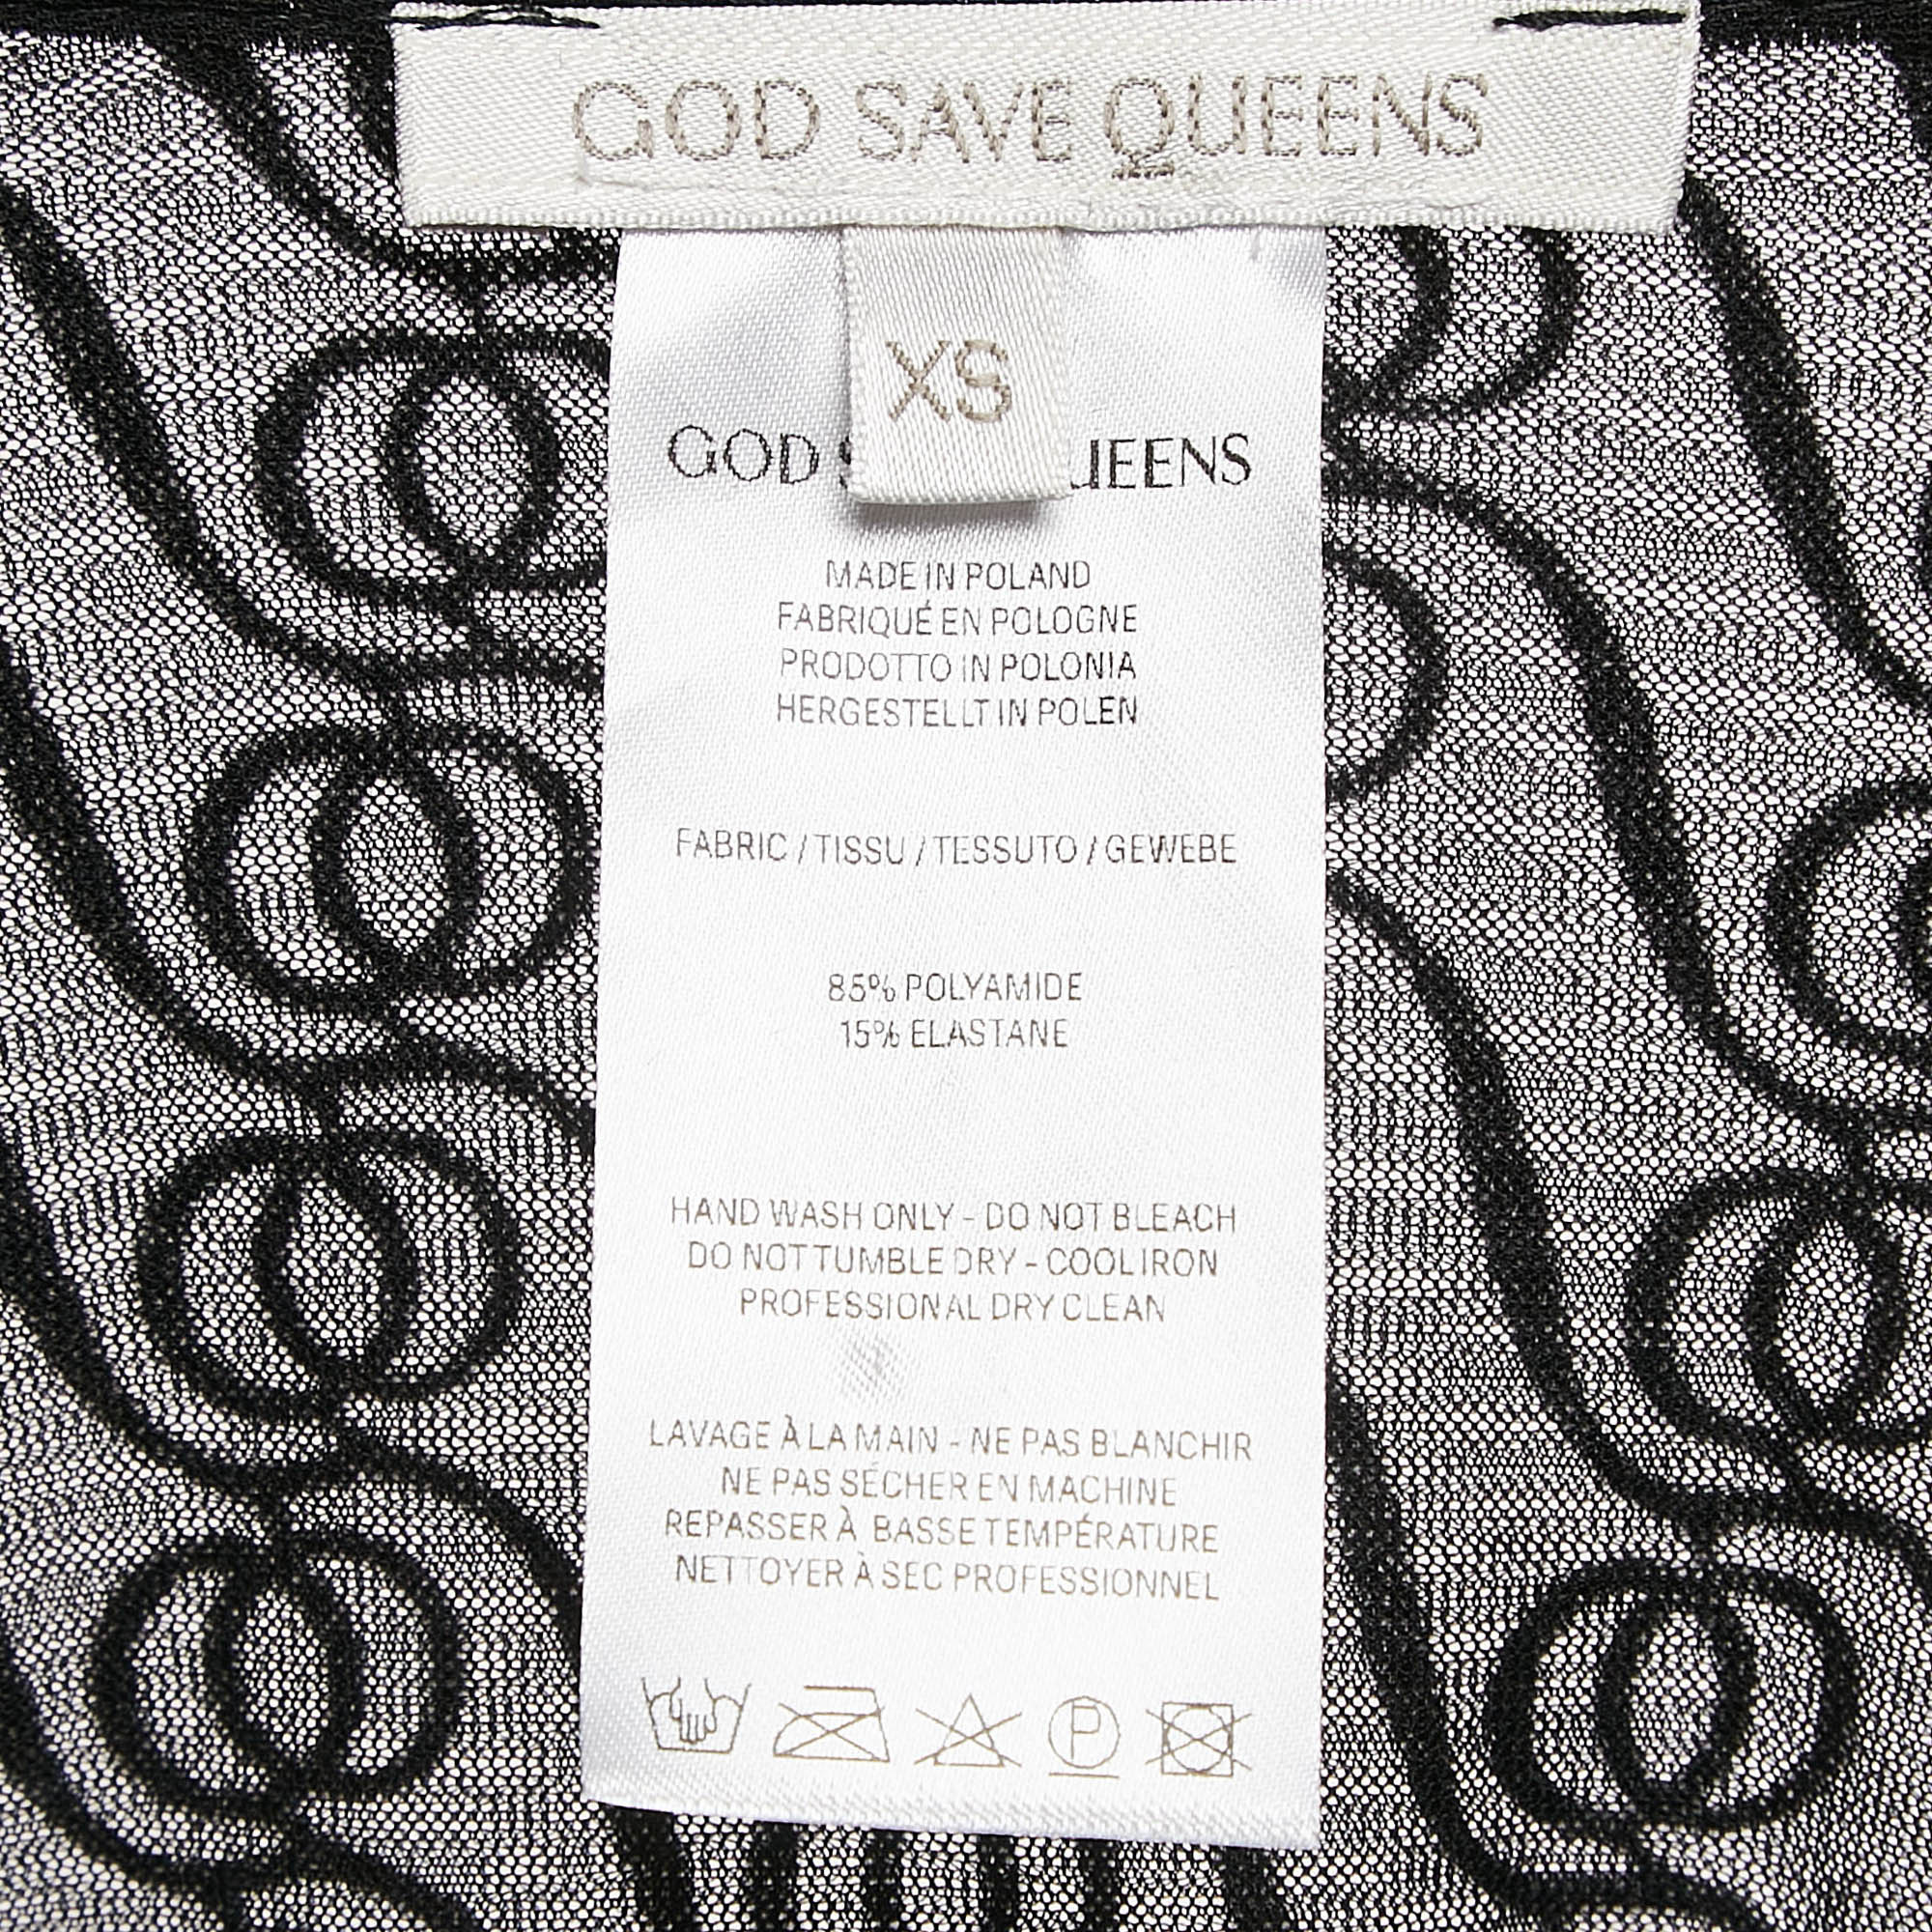 GOD SAVE QUEENS
XS
GOD S UEENS
MADE IN POLAND
FABRIQUÉ EN POLOGNE
PRODOTTO IN POLONIA
HERGESTELLT IN POLEN
FABRIC / TISSU / TESSUTO / GEWEBE
85% POLYAMIDE
15% ELASTANE
HAND WASH ONLY - DO NOT BLEACH
DO NOT TUMBLE DRY - COOL IRON
PROFESSIONAL DRY CLEAN
LAVAGE À LA MAIN - NE PAS BLANCHIR
NE PAS SÉCHER EN MACHINE
REPASSER À BASSE TEMPÉRATURE
NETTOYER À SEC PROFESSIONNEL
P